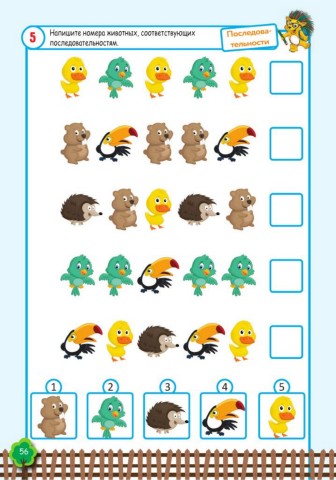 5
Напишите номера животных, соответствующих
последовательностям.
Последова-
тельности
1 2 3 4 5
56